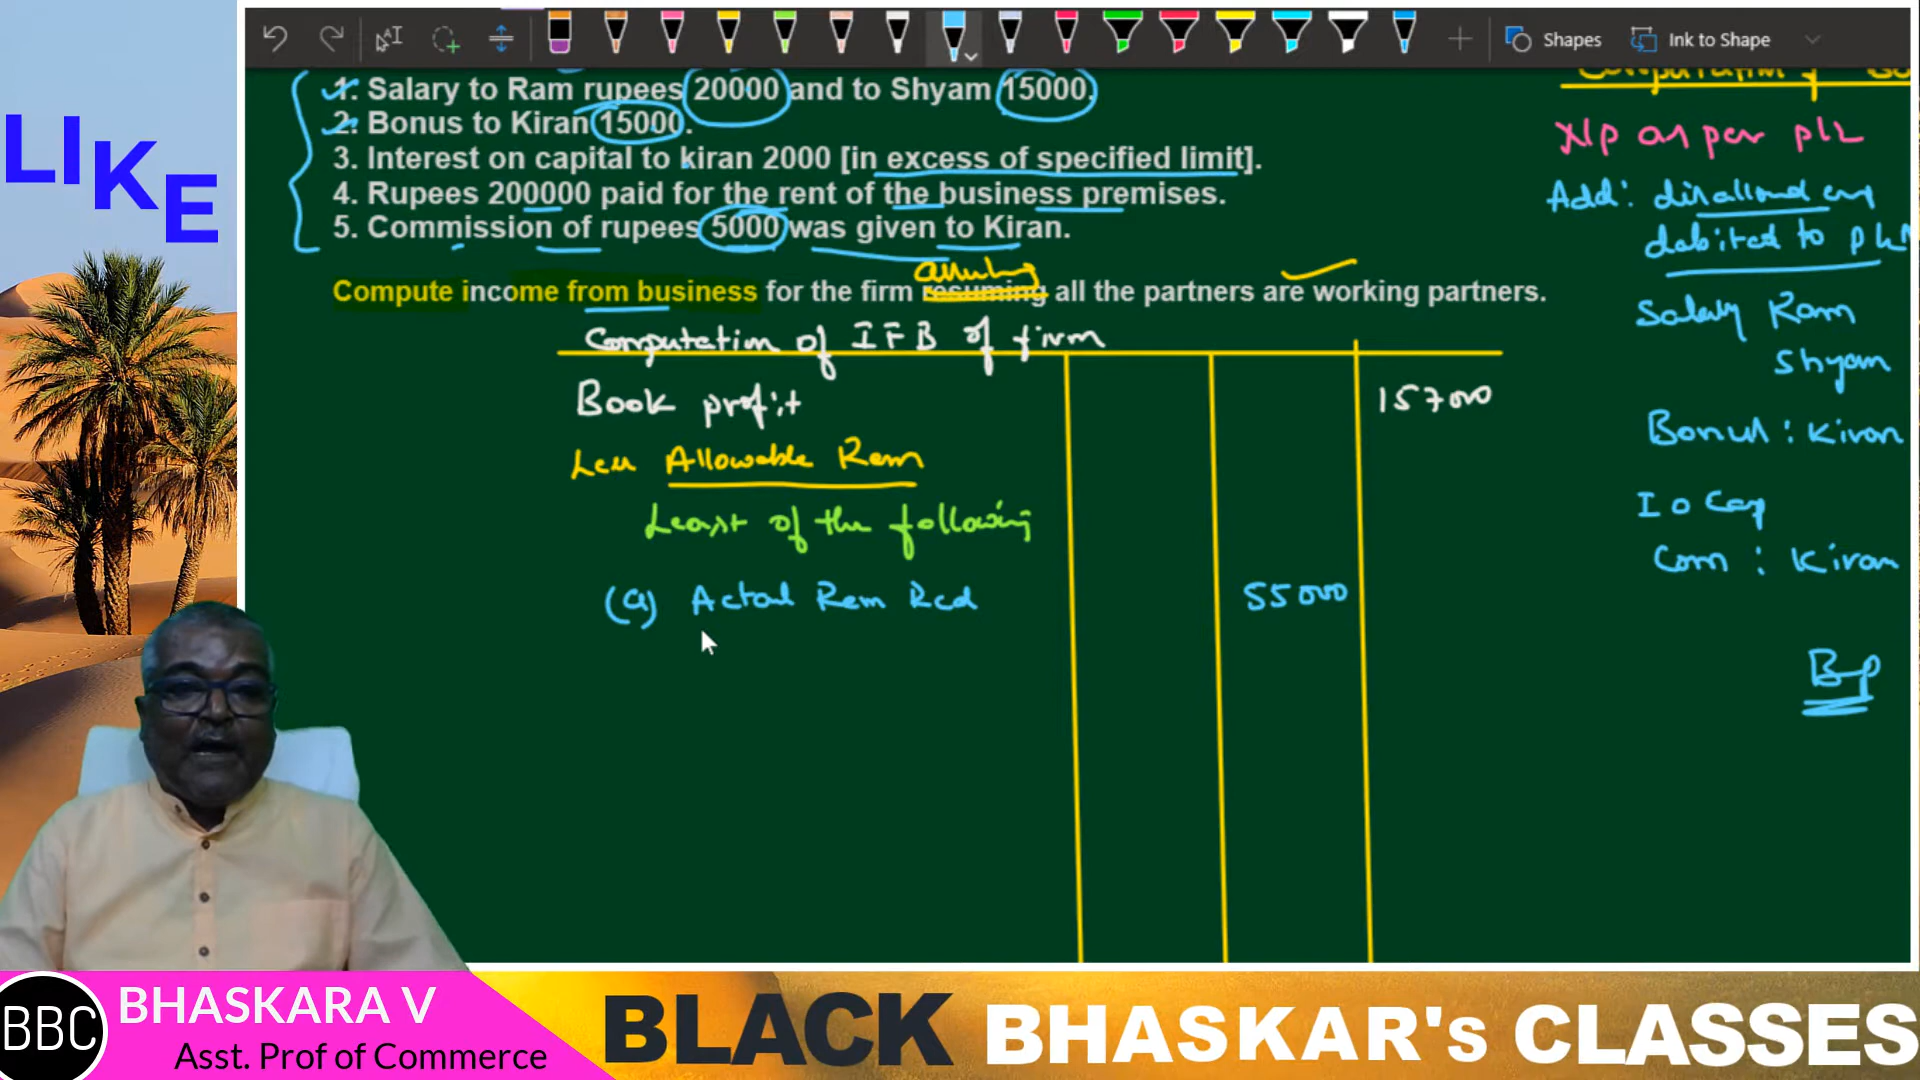 LIKE
Shapes
Ink to Shape
1. Salary to Ram rupees 20000 and to Shyam 15000.
2. Bonus to Kiran 15000.
3. Interest on capital to kiran 2000 [in excess of specified limit].
4. Rupees 200000 paid for the rent of the business premises.
5. Commission of rupees 5000 was given to Kiran.
Compute income from business for the firm resuming all the partners are working partners.
Computation of IFB of firm
Book profit 157000
Less Allowable Rem
Least of the following
(a) Actual Rem Rcd 55000
Computation of
N/p as per p/L
Add: disallowed exp
debited to p/L
Salary Ram
Shyam
Bonus: Kiran
I o Cap
Com : Kiran
B-p
BBC
BHASKARA V
Asst. Prof of Commerce
BLACK BHASKAR's CLASSES